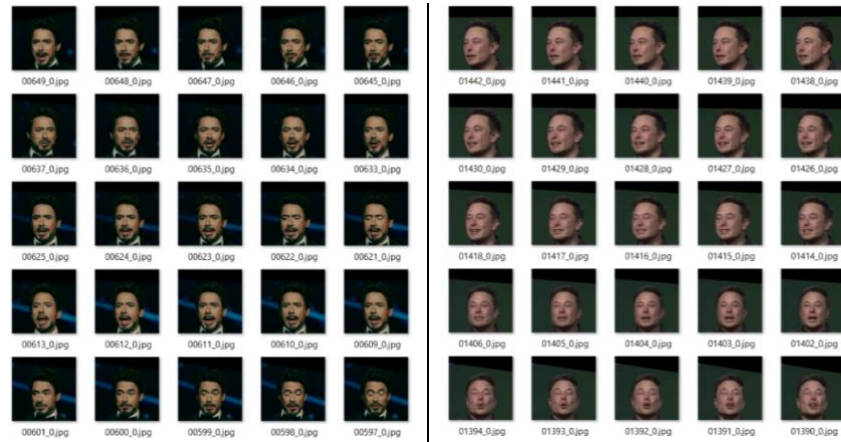 00649_0.jpg 00648_0.jpg 00647_0.jpg 00646_0.jpg 00645_0.jpg
00637_0.jpg 00636_0.jpg 00635_0.jpg 00634_0.jpg 00633_0.jpg
00625_0.jpg 00624_0.jpg 00623_0.jpg 00622_0.jpg 00621_0.jpg
00613_0.jpg 00612_0.jpg 00611_0.jpg 00610_0.jpg 00609_0.jpg
00601_0.jpg 00600_0.jpg 00599_0.jpg 00598_0.jpg 00597_0.jpg
01442_0.jpg 01441_0.jpg 01440_0.jpg 01439_0.jpg 01438_0.jpg
01430_0.jpg 01429_0.jpg 01428_0.jpg 01427_0.jpg 01426_0.jpg
01418_0.jpg 01417_0.jpg 01416_0.jpg 01415_0.jpg 01414_0.jpg
01406_0.jpg 01405_0.jpg 01404_0.jpg 01403_0.jpg 01402_0.jpg
01394_0.jpg 01393_0.jpg 01392_0.jpg 01391_0.jpg 01390_0.jpg